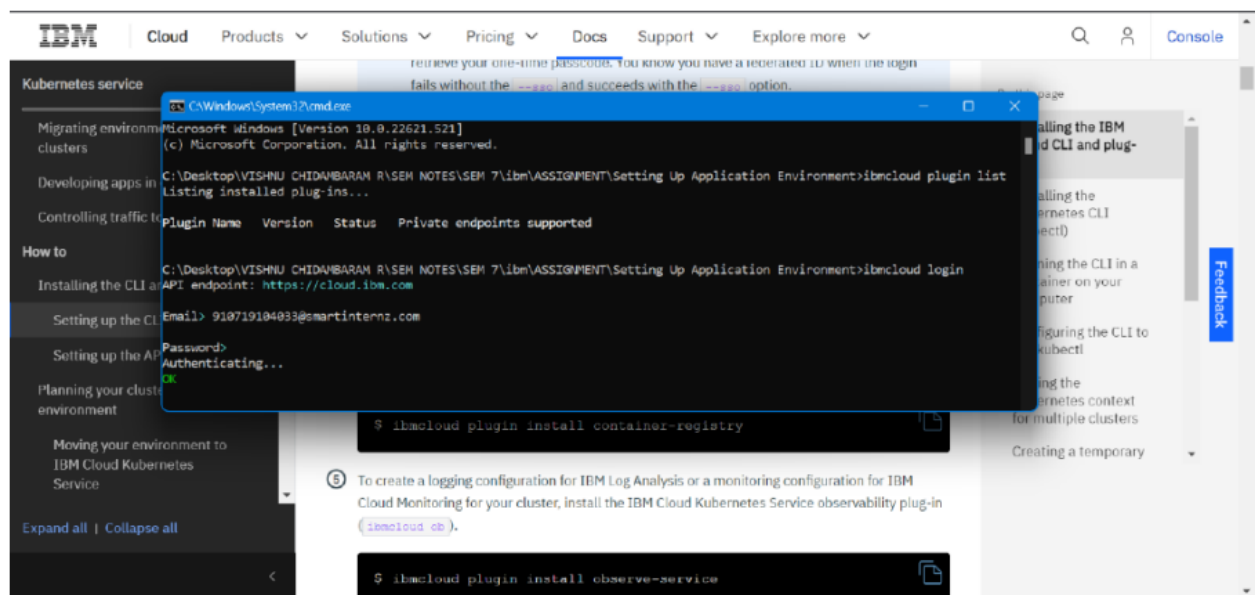 IBM Cloud Products Solutions Pricing Docs Support Explore more Console
Kubernetes service
Migrating environm
clusters
Developing apps in
Controlling traffic to
How to
Installing the CLI a
Setting up the CL
Setting up the AP
Planning your cluste
environment
Moving your environment to
IBM Cloud Kubernetes
Service
Expand all | Collapse all
retrieve your one-time passcode. You know you have a federated ID when the login
fails without the --sso and succeeds with the --sso option.
C:\Windows\System32\cmd.exe
Microsoft Windows [Version 10.0.22621.521]
(c) Microsoft Corporation. All rights reserved.
C:\Desktop\VISHNU CHIDAMBARAM R\SEM NOTES\SEM 7\ibm\ASSIGNMENT\Setting Up Application Environment>ibmcloud plugin list
Listing installed plug-ins...
Plugin Name Version Status Private endpoints supported
C:\Desktop\VISHNU CHIDAMBARAM R\SEM NOTES\SEM 7\ibm\ASSIGNMENT\Setting Up Application Environment>ibmcloud login
API endpoint: https://cloud.ibm.com
Email> 910719104033@smartinternz.com
Password>
Authenticating...
OK
$ ibmcloud plugin install container-registry
5 To create a logging configuration for IBM Log Analysis or a monitoring configuration for IBM
Cloud Monitoring for your cluster, install the IBM Cloud Kubernetes Service observability plug-in
(ibmcloud ob).
$ ibmcloud plugin install observe-service
page
alling the IBM
d CLI and plug-
alling the
ernetes CLI
ectl)
ning the CLI in a
ainer on your
puter
figuring the CLI to
kubectl
ing the
ernetes context
for multiple clusters
Creating a temporary
Feedback